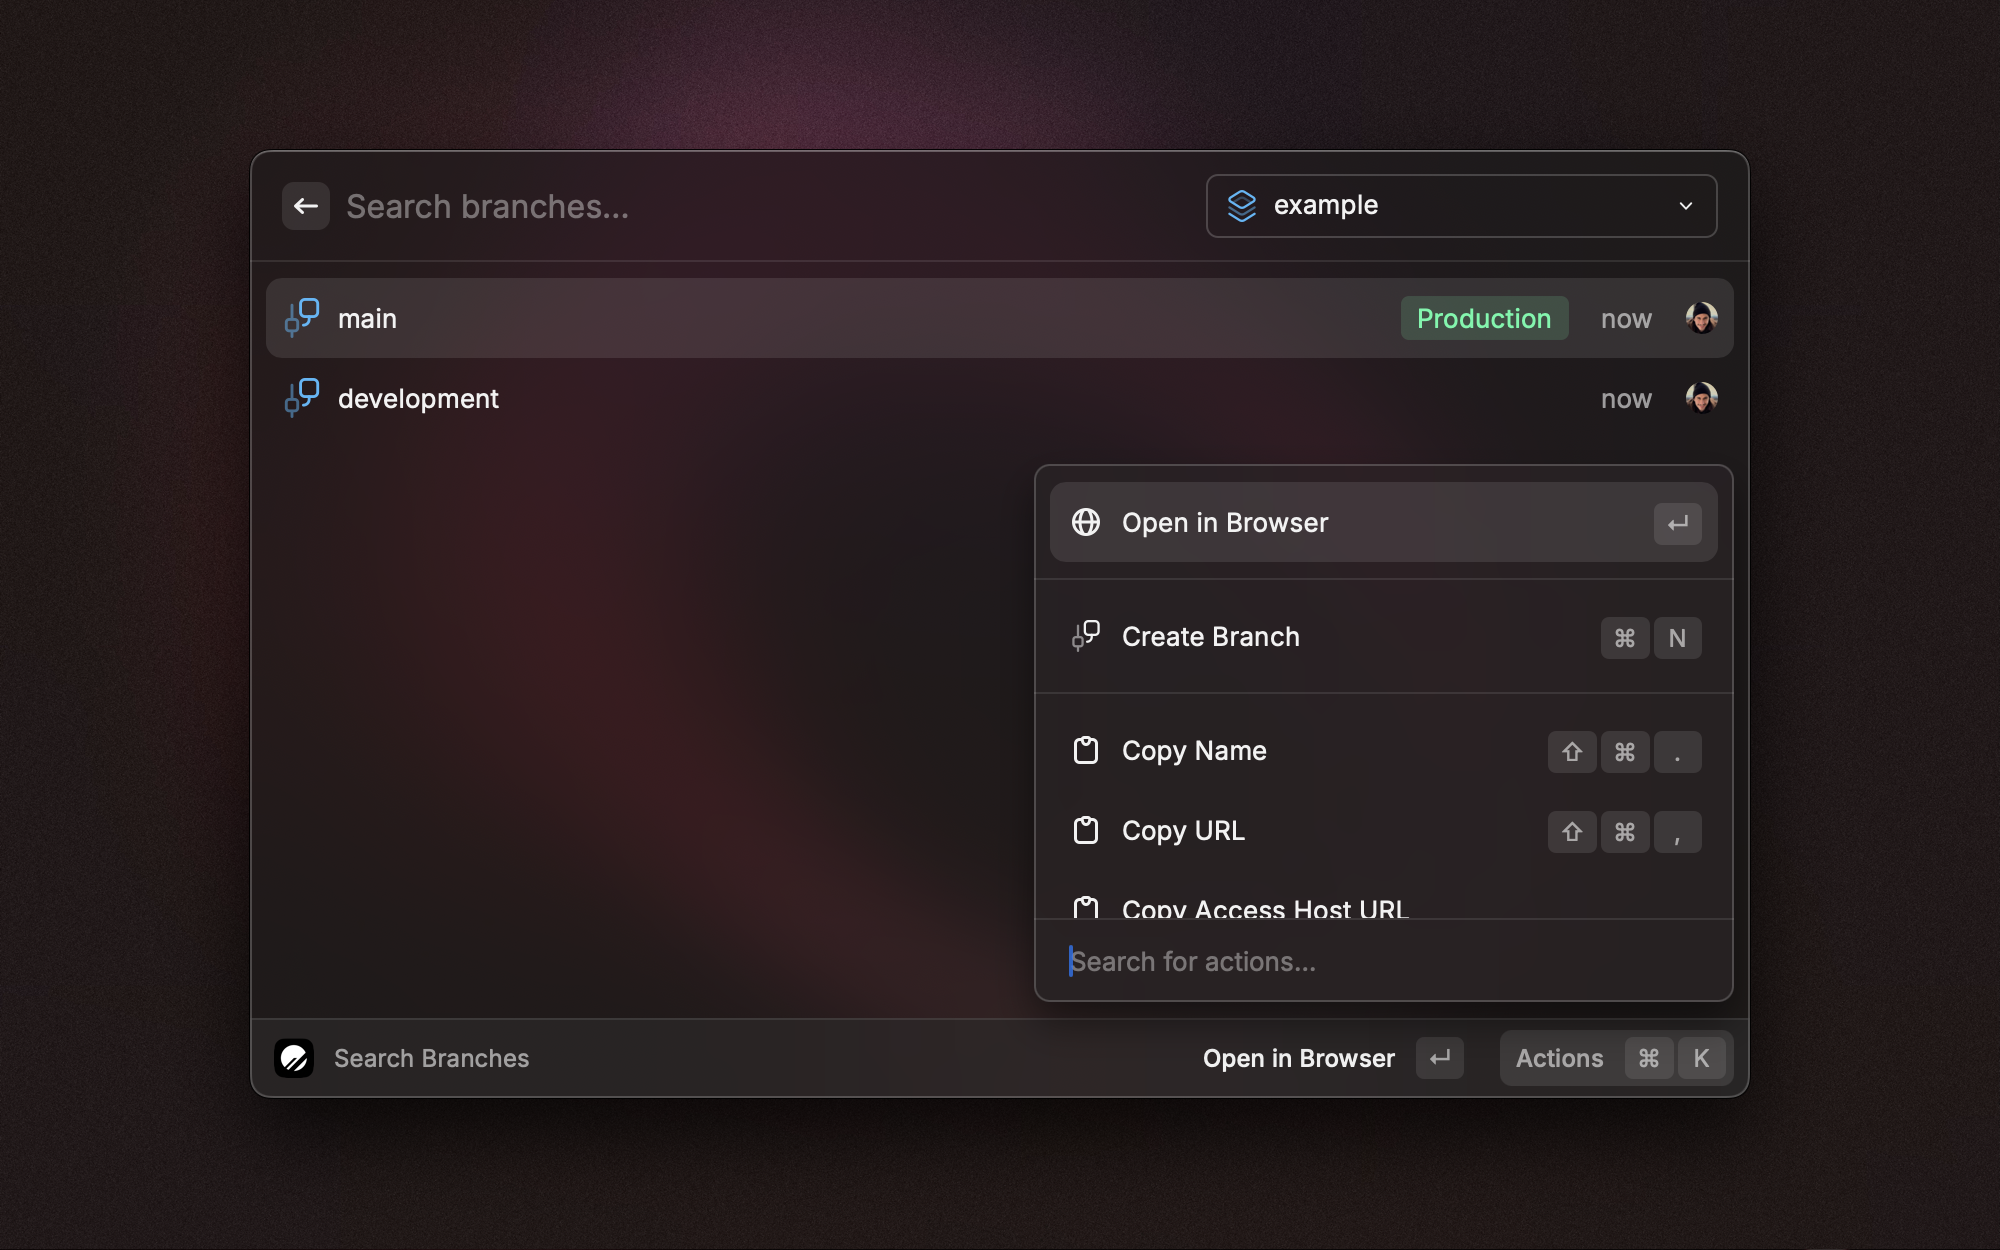 Search branches...
example
main Production now
development now
Open in Browser
Create Branch ⌘ N
Copy Name ⇧ ⌘ .
Copy URL ⇧ ⌘ ,
Copy Access Host URL
Search for actions...
Search Branches Open in Browser Actions ⌘ K